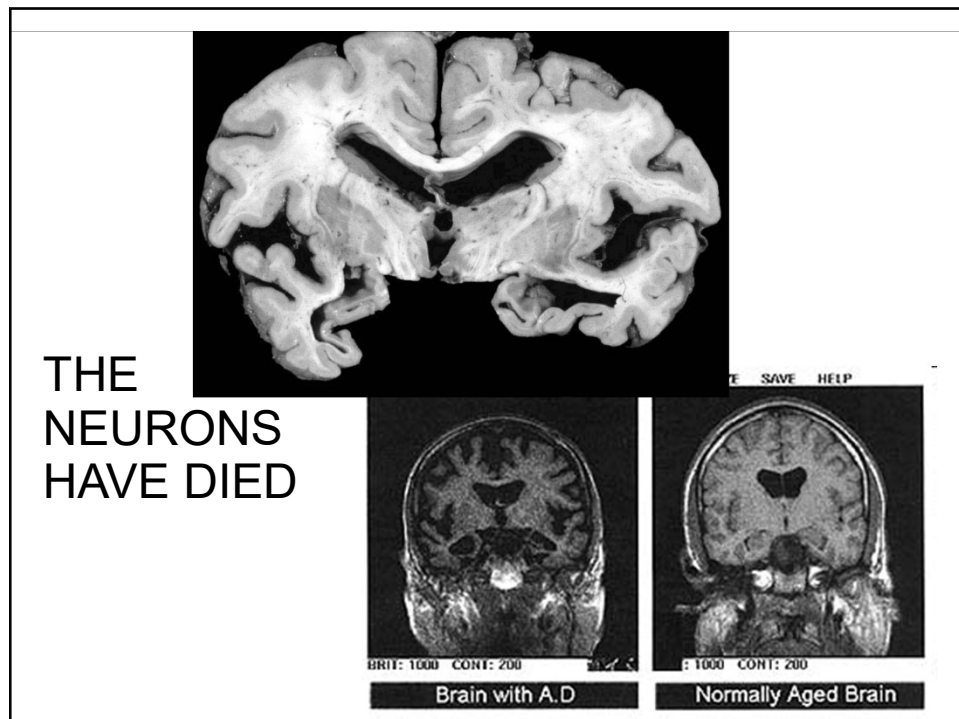 THE
NEURONS
HAVE DIED
SAVE HELP
BRIT: 1000 CONT: 200
: 1000 CONT: 200
Brain with A.D
Normally Aged Brain